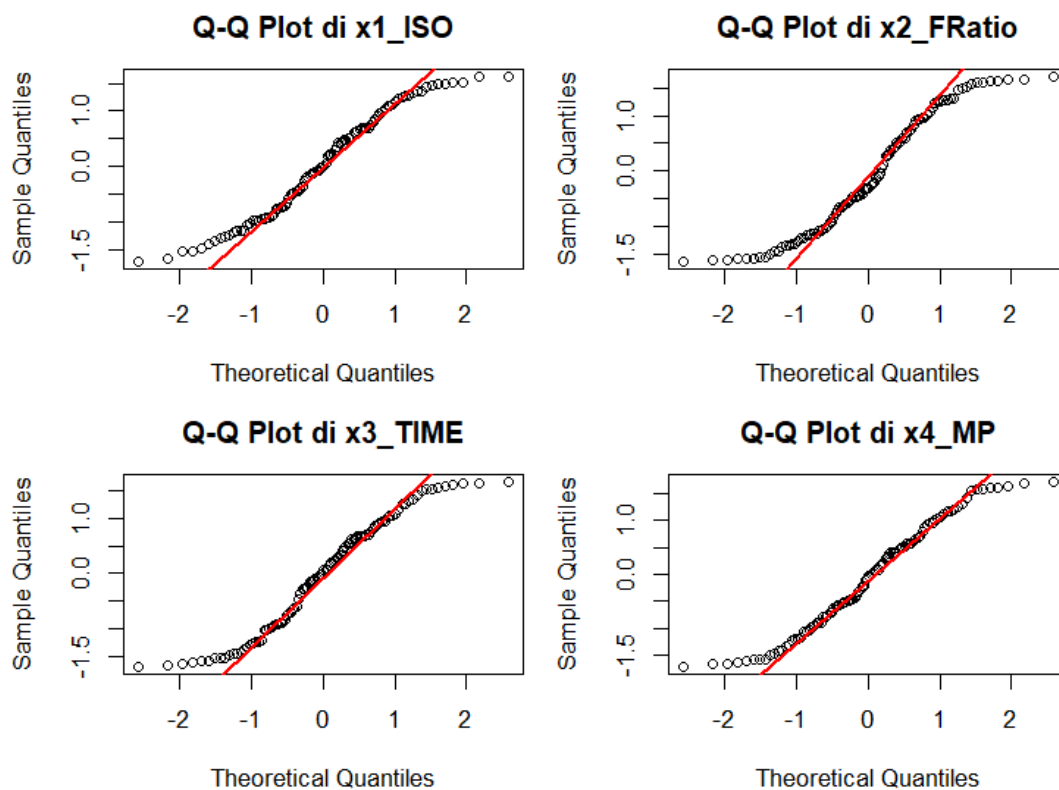 Q-Q Plot di x1_ISO
Sample Quantiles
-1.5 0.0 1.0
-2 -1 0 1 2
Theoretical Quantiles
Q-Q Plot di x2_FRatio
Sample Quantiles
-1.5 0.0 1.0
-2 -1 0 1 2
Theoretical Quantiles
Q-Q Plot di x3_TIME
Sample Quantiles
-1.5 0.0 1.0
-2 -1 0 1 2
Theoretical Quantiles
Q-Q Plot di x4_MP
Sample Quantiles
-1.5 0.0 1.0
-2 -1 0 1 2
Theoretical Quantiles